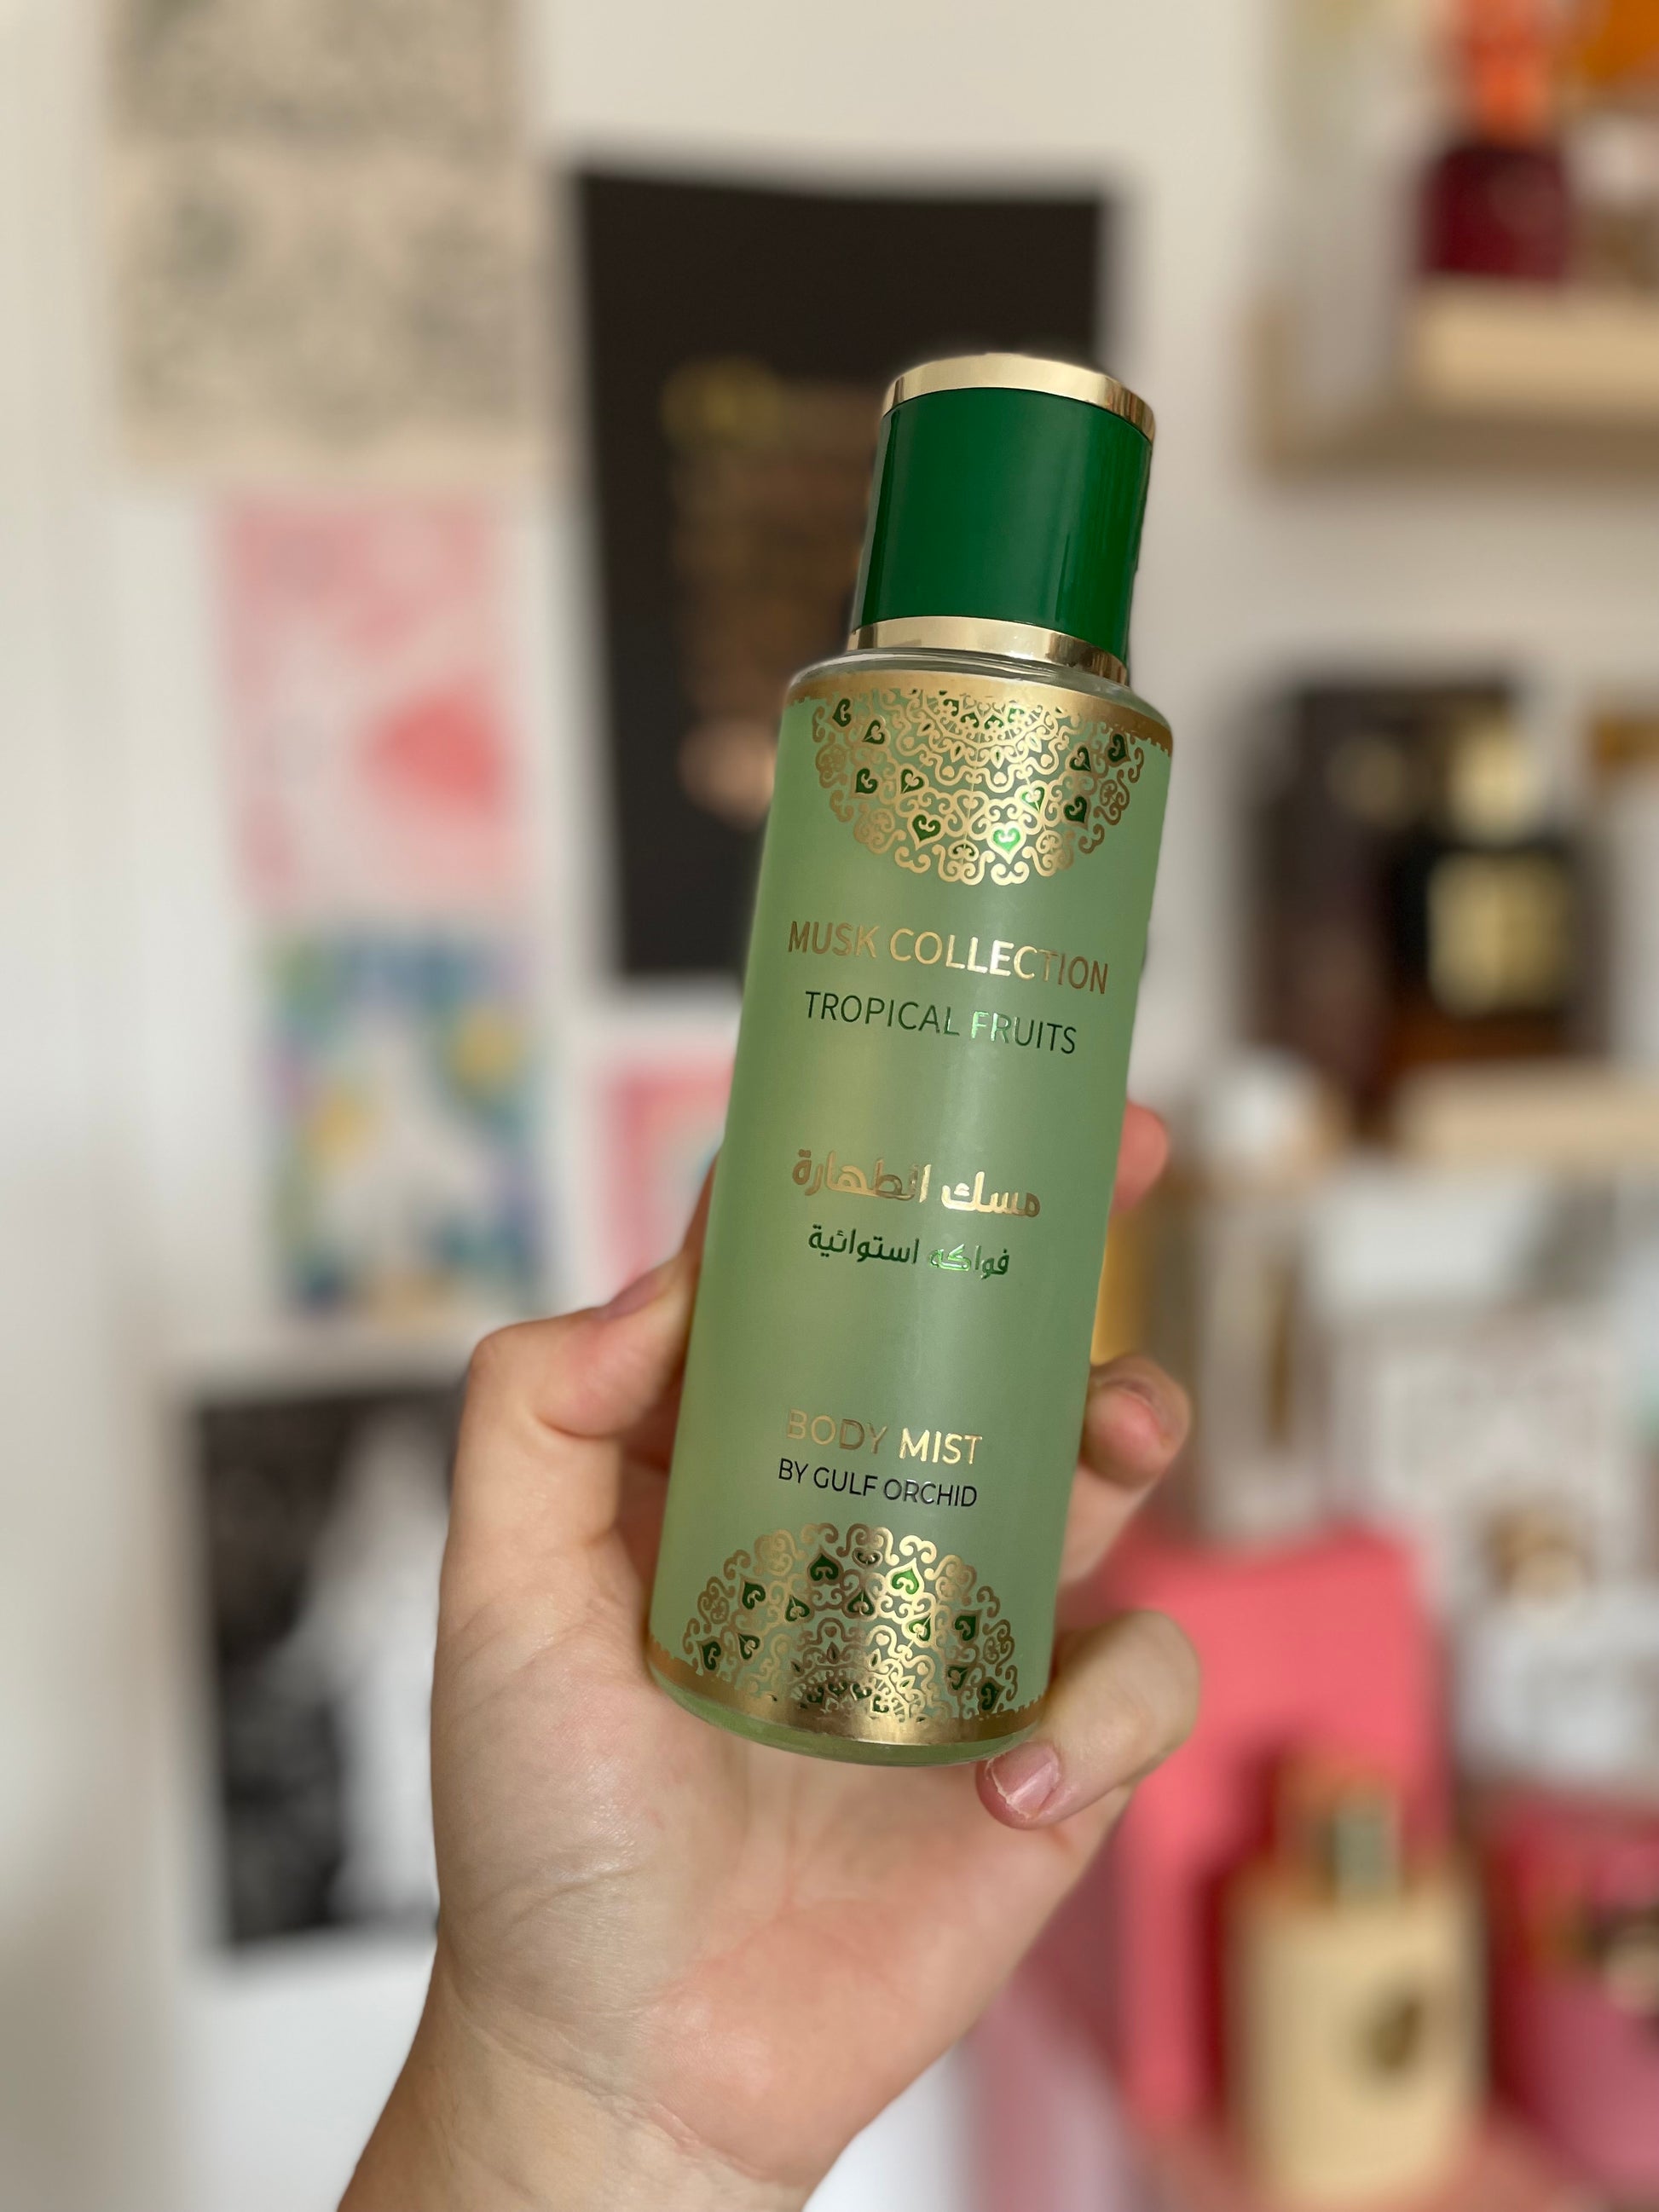 MUSK COLLECTION
TROPICAL FRUITS
مسك الطهارة
فواكه استوائية
BODY MIST
BY GULF ORCHID